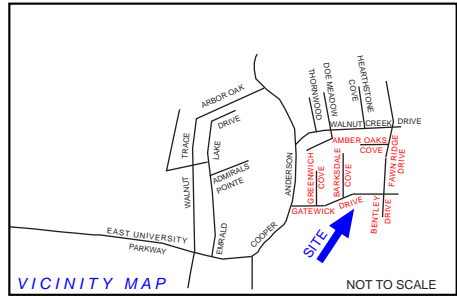 HEARTHSTONE
COVE
DOE MEADOW
THORNWOOD
ARBOR OAK
DRIVE
WALNUT CREEK DRIVE
TRACE
LAKE
AMBER OAKS
COVE
ADMIRALS
POINTE
ANDERSON
GREENWICH
COVE
BARKSDALE
COVE
FAWN RIDGE
DRIVE
WALNUT
GATEWICK DRIVE
BENTLEY
DRIVE
EAST UNIVERSITY
PARKWAY
EMRALD
COOPER
SITE
VICINITY MAP
NOT TO SCALE